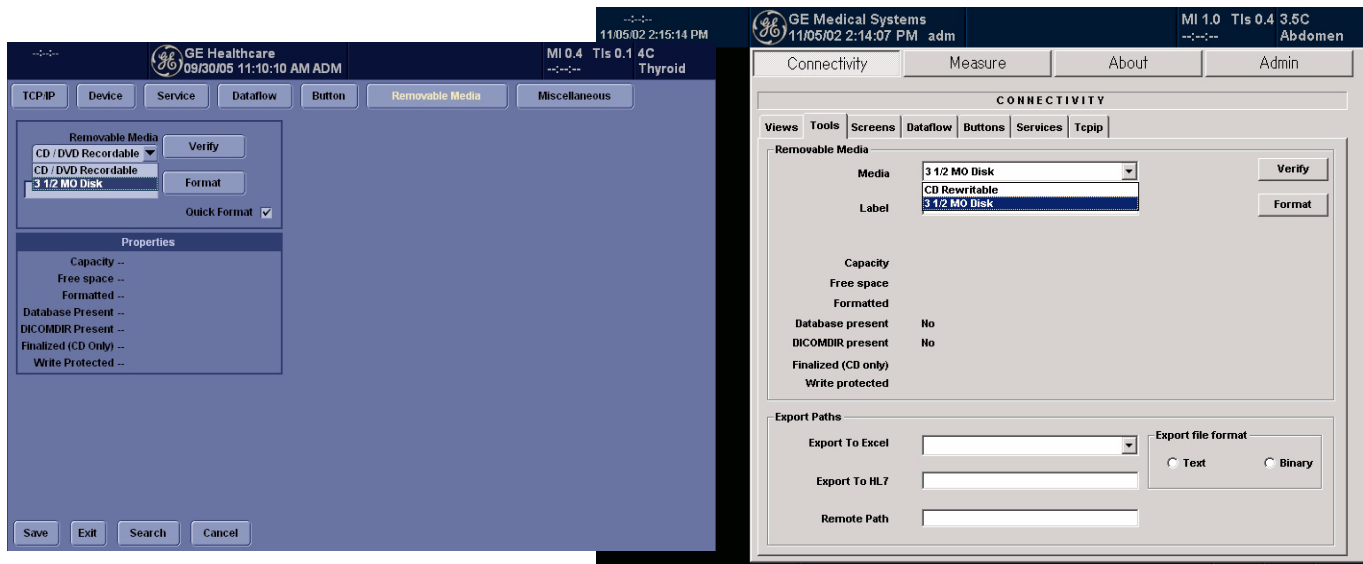 --:--:--
GE Healthcare
09/30/05 11:10:10 AM ADM
MI 0.4 TIs 0.1 4C
--:--:-- Thyroid
TCP/IP Device Service Dataflow Button Removable Media Miscellaneous
Removable Media
CD / DVD Recordable
Verify
CD / DVD Recordable
3 1/2 MO Disk
Format
Quick Format
Properties
Capacity --
Free space --
Formatted --
Database Present --
DICOMDIR Present --
Finalized (CD Only) --
Write Protected --
Save Exit Search Cancel
--:--:--
11/05/02 2:15:14 PM
GE Medical Systems
11/05/02 2:14:07 PM adm
MI 1.0 TIs 0.4 3.5C
--:--:-- Abdomen
Connectivity Measure About Admin
CONNECTIVITY
Views Tools Screens Dataflow Buttons Services Tcpip
Removable Media
Media 3 1/2 MO Disk Verify
CD Rewritable
3 1/2 MO Disk
Label Format
Capacity
Free space
Formatted
Database present No
DICOMDIR present No
Finalized (CD only)
Write protected
Export Paths
Export To Excel
Export file format
Text Binary
Export To HL7
Remote Path